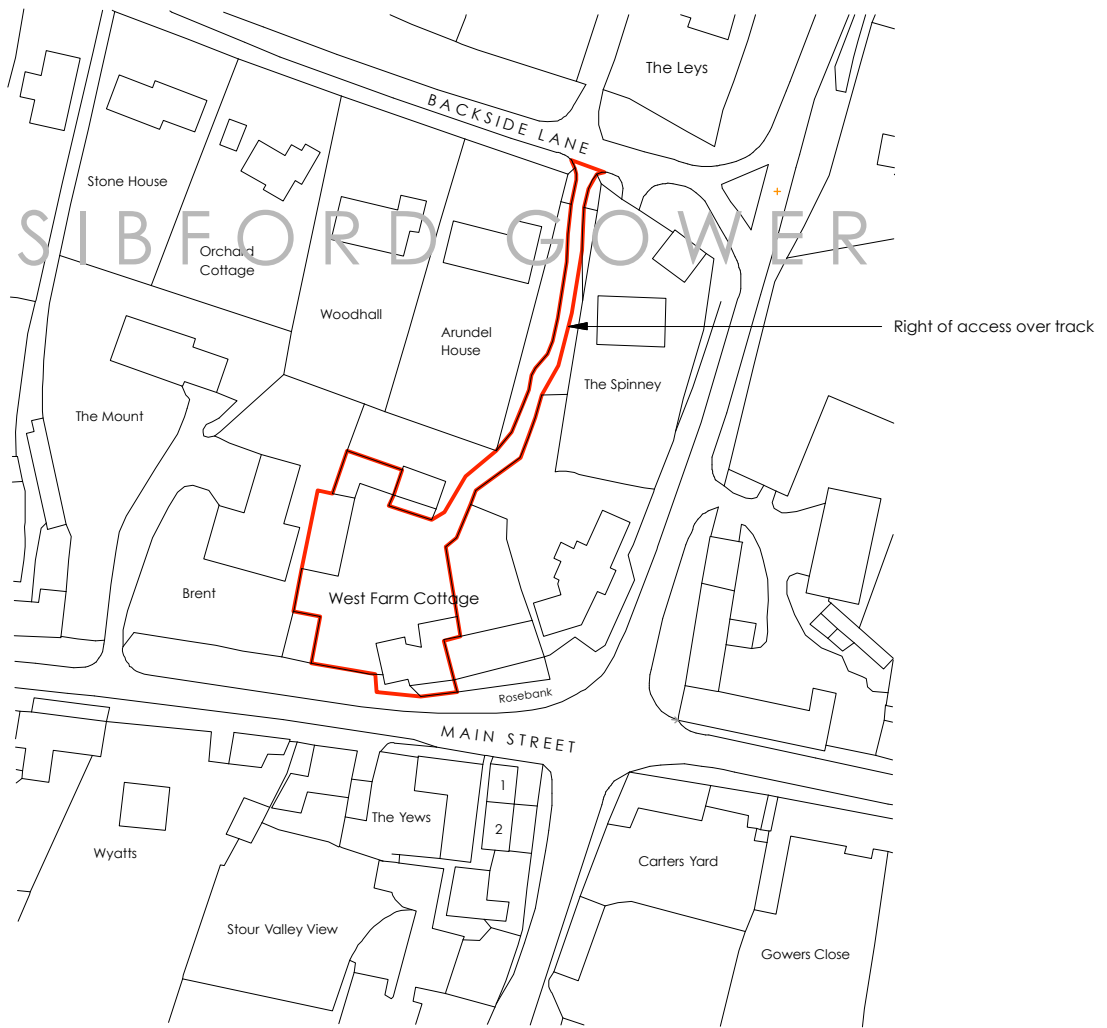 The Leys
BACKSIDE LANE
Stone House
SIBFORD GOWER
Orchard
Cottage
Woodhall
Arundel
House
Right of access over track
The Spinney
The Mount
Brent
West Farm Cottage
Rosebank
MAIN STREET
1
The Yews
2
Wyatts
Carters Yard
Stour Valley View
Gowers Close